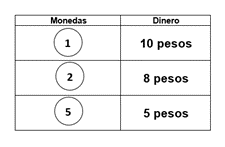 Monedas Dinero
1 10 pesos
2 8 pesos
5 5 pesos